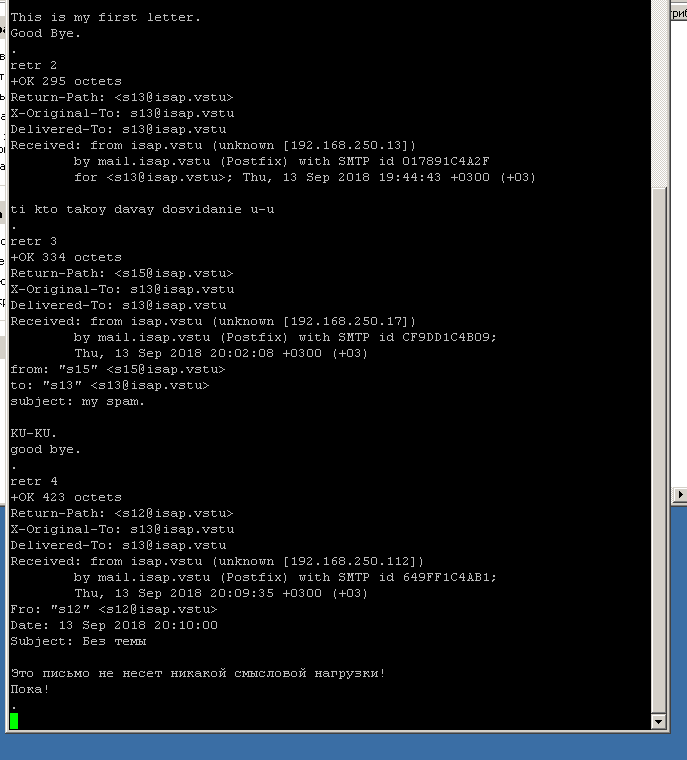 This is my first letter.
Good Bye.
.
retr 2
+OK 295 octets
Return-Path: <s13@isap.vstu>
X-Original-To: s13@isap.vstu
Delivered-To: s13@isap.vstu
Received: from isap.vstu (unknown [192.168.250.13])
        by mail.isap.vstu (Postfix) with SMTP id 017891C4A2F
        for <s13@isap.vstu>; Thu, 13 Sep 2018 19:44:43 +0300 (+03)

ti kto takoy davay dosvidanie u-u
.
retr 3
+OK 334 octets
Return-Path: <s15@isap.vstu>
X-Original-To: s13@isap.vstu
Delivered-To: s13@isap.vstu
Received: from isap.vstu (unknown [192.168.250.17])
        by mail.isap.vstu (Postfix) with SMTP id CF9DD1C4B09;
        Thu, 13 Sep 2018 20:02:08 +0300 (+03)
from: "s15" <s15@isap.vstu>
to: "s13" <s13@isap.vstu>
subject: my spam.

KU-KU.
good bye.
.
retr 4
+OK 423 octets
Return-Path: <s12@isap.vstu>
X-Original-To: s13@isap.vstu
Delivered-To: s13@isap.vstu
Received: from isap.vstu (unknown [192.168.250.112])
        by mail.isap.vstu (Postfix) with SMTP id 649FF1C4AB1;
        Thu, 13 Sep 2018 20:09:35 +0300 (+03)
Fro: "s12" <s12@isap.vstu>
Date: 13 Sep 2018 20:10:00
Subject: Без темы

Это письмо не несет никакой смысловой нагрузки!
Пока!
.